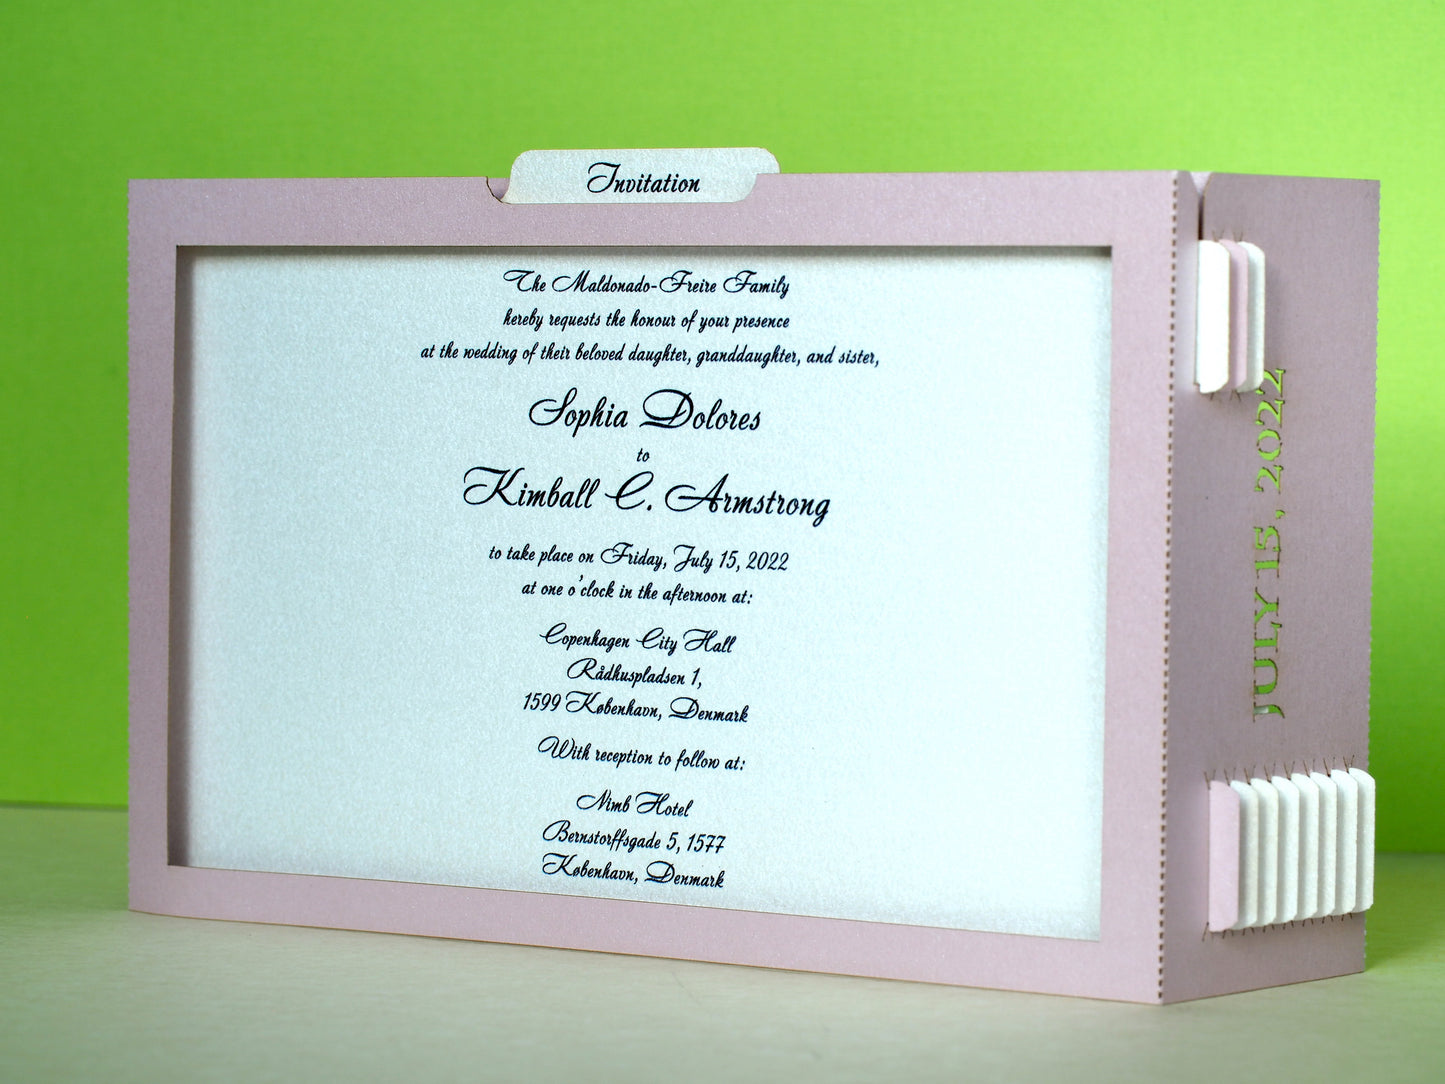 Invitation
The Maldonado-Freire Family
hereby requests the honour of your presence
at the wedding of their beloved daughter, granddaughter, and sister,
Sophia Dolores
to
Kimball C. Armstrong
to take place on Friday, July 15, 2022
at one o'clock in the afternoon at:
Copenhagen City Hall
Rådhuspladsen 1,
1599 København, Denmark
With reception to follow at:
Nimb Hotel
Bernstorffsgade 5, 1577
København, Denmark
JULY 15, 2022